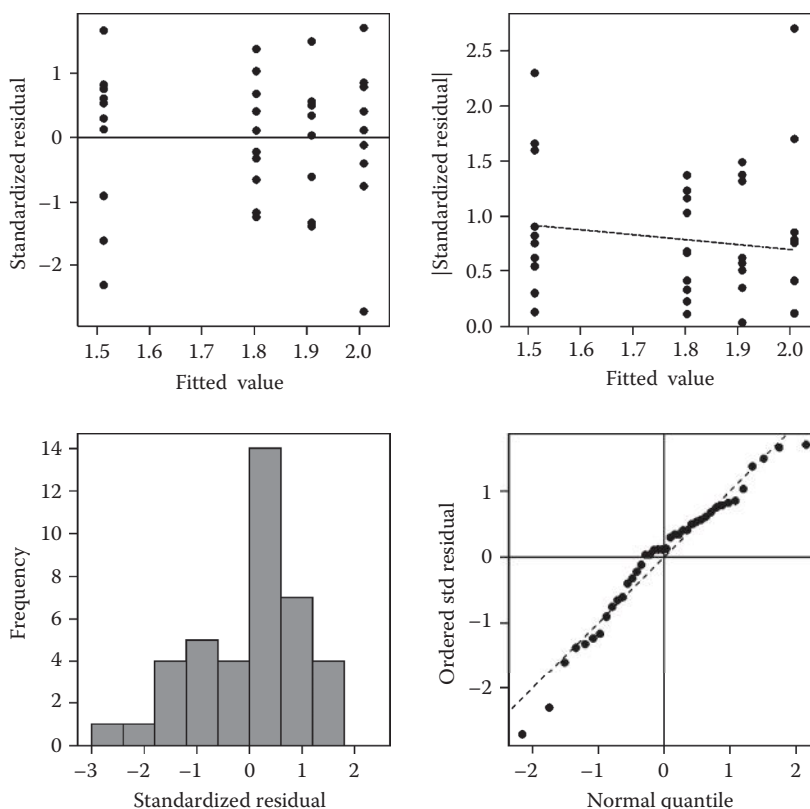 Standardized residual
1
0
−1
−2
1.5 1.6 1.7 1.8 1.9 2.0
Fitted value
|Standardized residual|
2.5
2.0
1.5
1.0
0.5
0.0
1.5 1.6 1.7 1.8 1.9 2.0
Fitted value
Frequency
14
12
10
8
6
4
2
0
−3 −2 −1 0 1 2
Standardized residual
Ordered std residual
1
0
−1
−2
−2 −1 0 1 2
Normal quantile